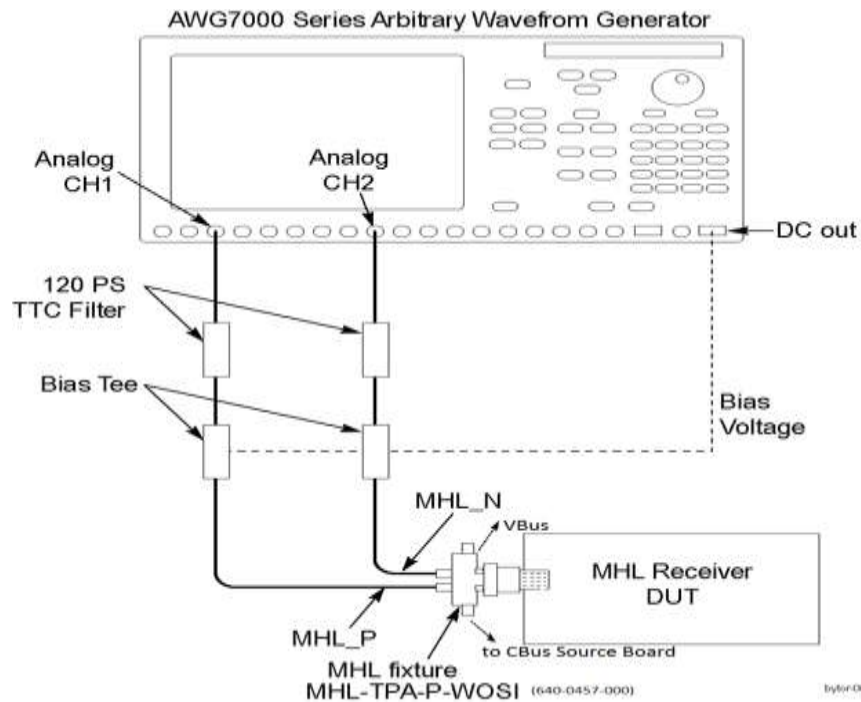 AWG7000 Series Arbitrary Wavefrom Generator
Analog
CH1
Analog
CH2
DC out
120 PS
TTC Filter
Bias Tee
Bias
Voltage
MHL_N
VBus
MHL Receiver
DUT
MHL_P
to CBus Source Board
MHL fixture
MHL-TPA-P-WOSI (640-0457-000)